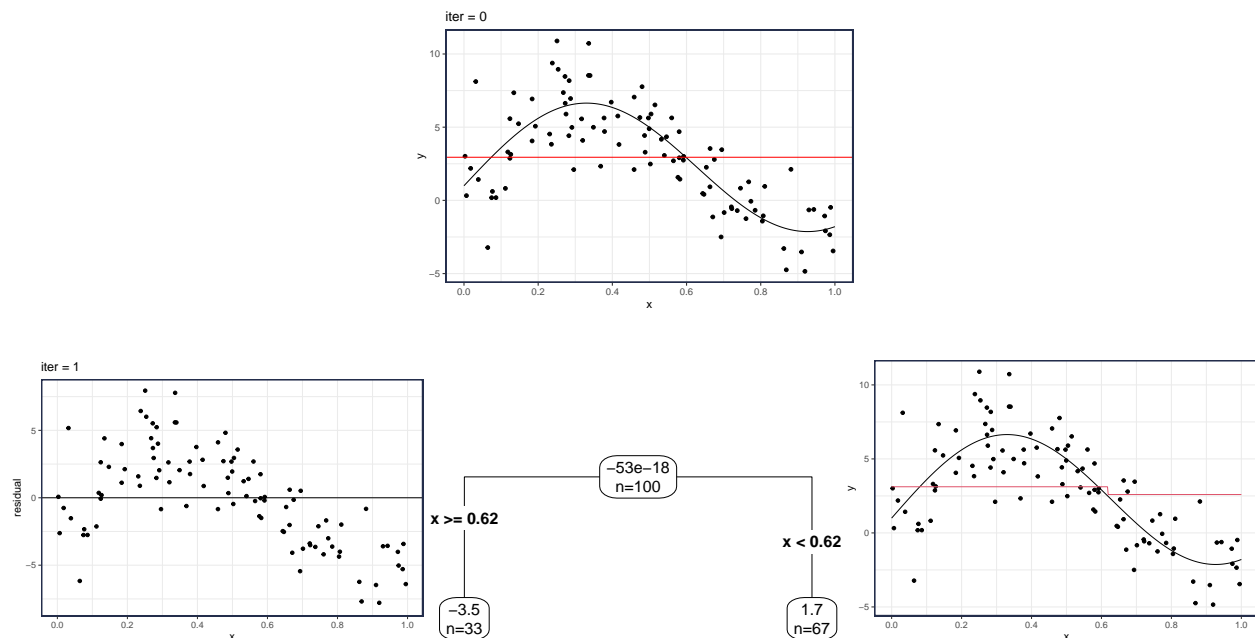 iter = 0
y
10
5
0
−5
0.0 0.2 0.4 0.6 0.8 1.0
x
iter = 1
residual
5
0
−5
0.0 0.2 0.4 0.6 0.8 1.0
x
−53e−18
n=100
x >= 0.62
x < 0.62
−3.5
n=33
1.7
n=67
y
10
5
0
−5
0.0 0.2 0.4 0.6 0.8 1.0
x